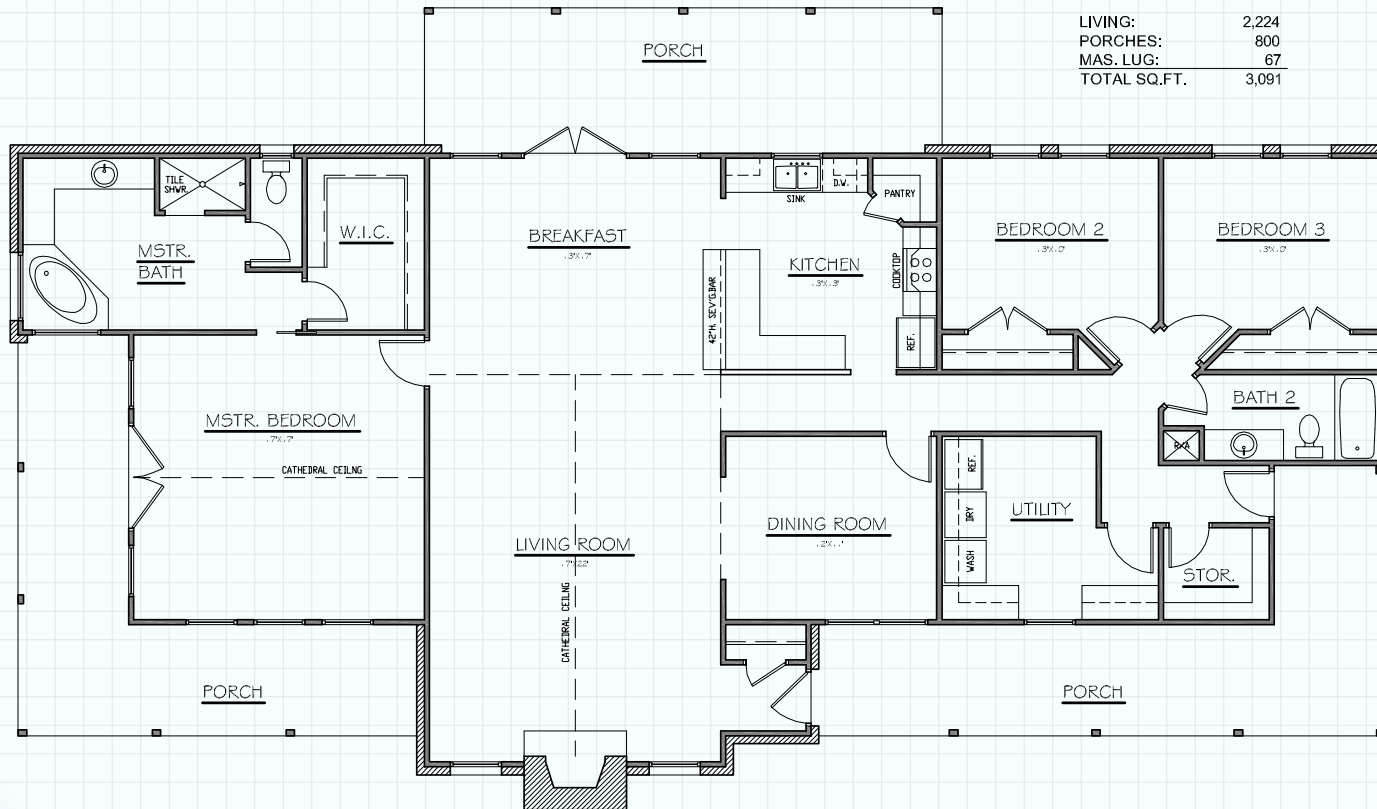 LIVING: 2,224
PORCHES: 800
MAS. LUG: 67
TOTAL SQ.FT. 3,091
PORCH
TILE
SHWR.
W.I.C.
MSTR.
BATH
BREAKFAST
SINK
D.W.
PANTRY
KITCHEN
COOKTOP
42"H. SEV'G.BAR
REF.
BEDROOM 2
BEDROOM 3
BATH 2
MSTR. BEDROOM
CATHEDRAL CEILNG
LIVING ROOM
CATHEDRAL CEILNG
DINING ROOM
REF.
DRY
WASH
UTILITY
STOR.
PORCH
PORCH